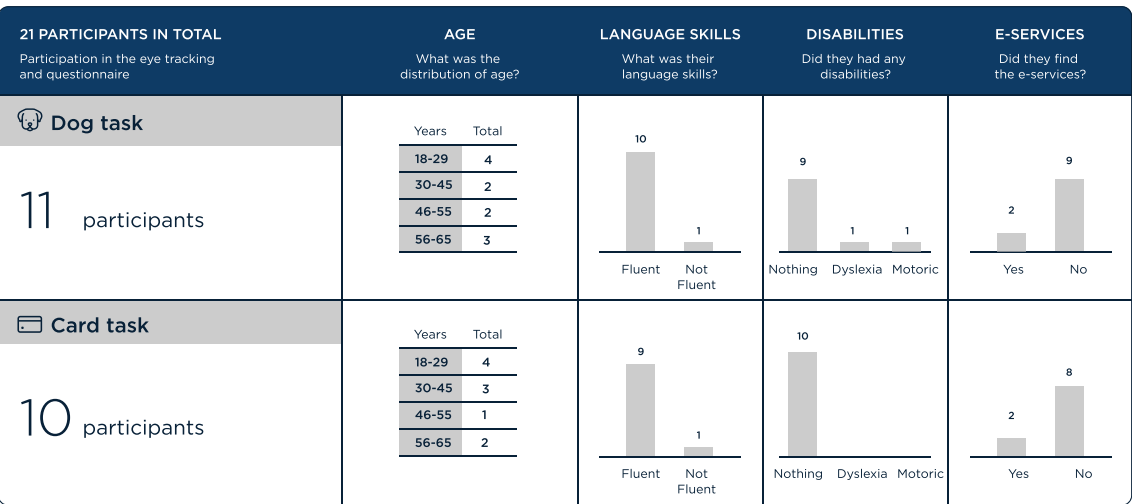 21 PARTICIPANTS IN TOTAL
Participation in the eye tracking
and questionnaire
AGE
What was the
distribution of age?
LANGUAGE SKILLS
What was their
language skills?
DISABILITIES
Did they had any
disabilities?
E-SERVICES
Did they find
the e-services?
Dog task
11 participants
Years Total
18-29 4
30-45 2
46-55 2
56-65 3
10
1
Fluent Not
Fluent
9
1
1
Nothing Dyslexia Motoric
2
9
Yes No
Card task
10 participants
Years Total
18-29 4
30-45 3
46-55 1
56-65 2
9
1
Fluent Not
Fluent
10
Nothing Dyslexia Motoric
2
8
Yes No